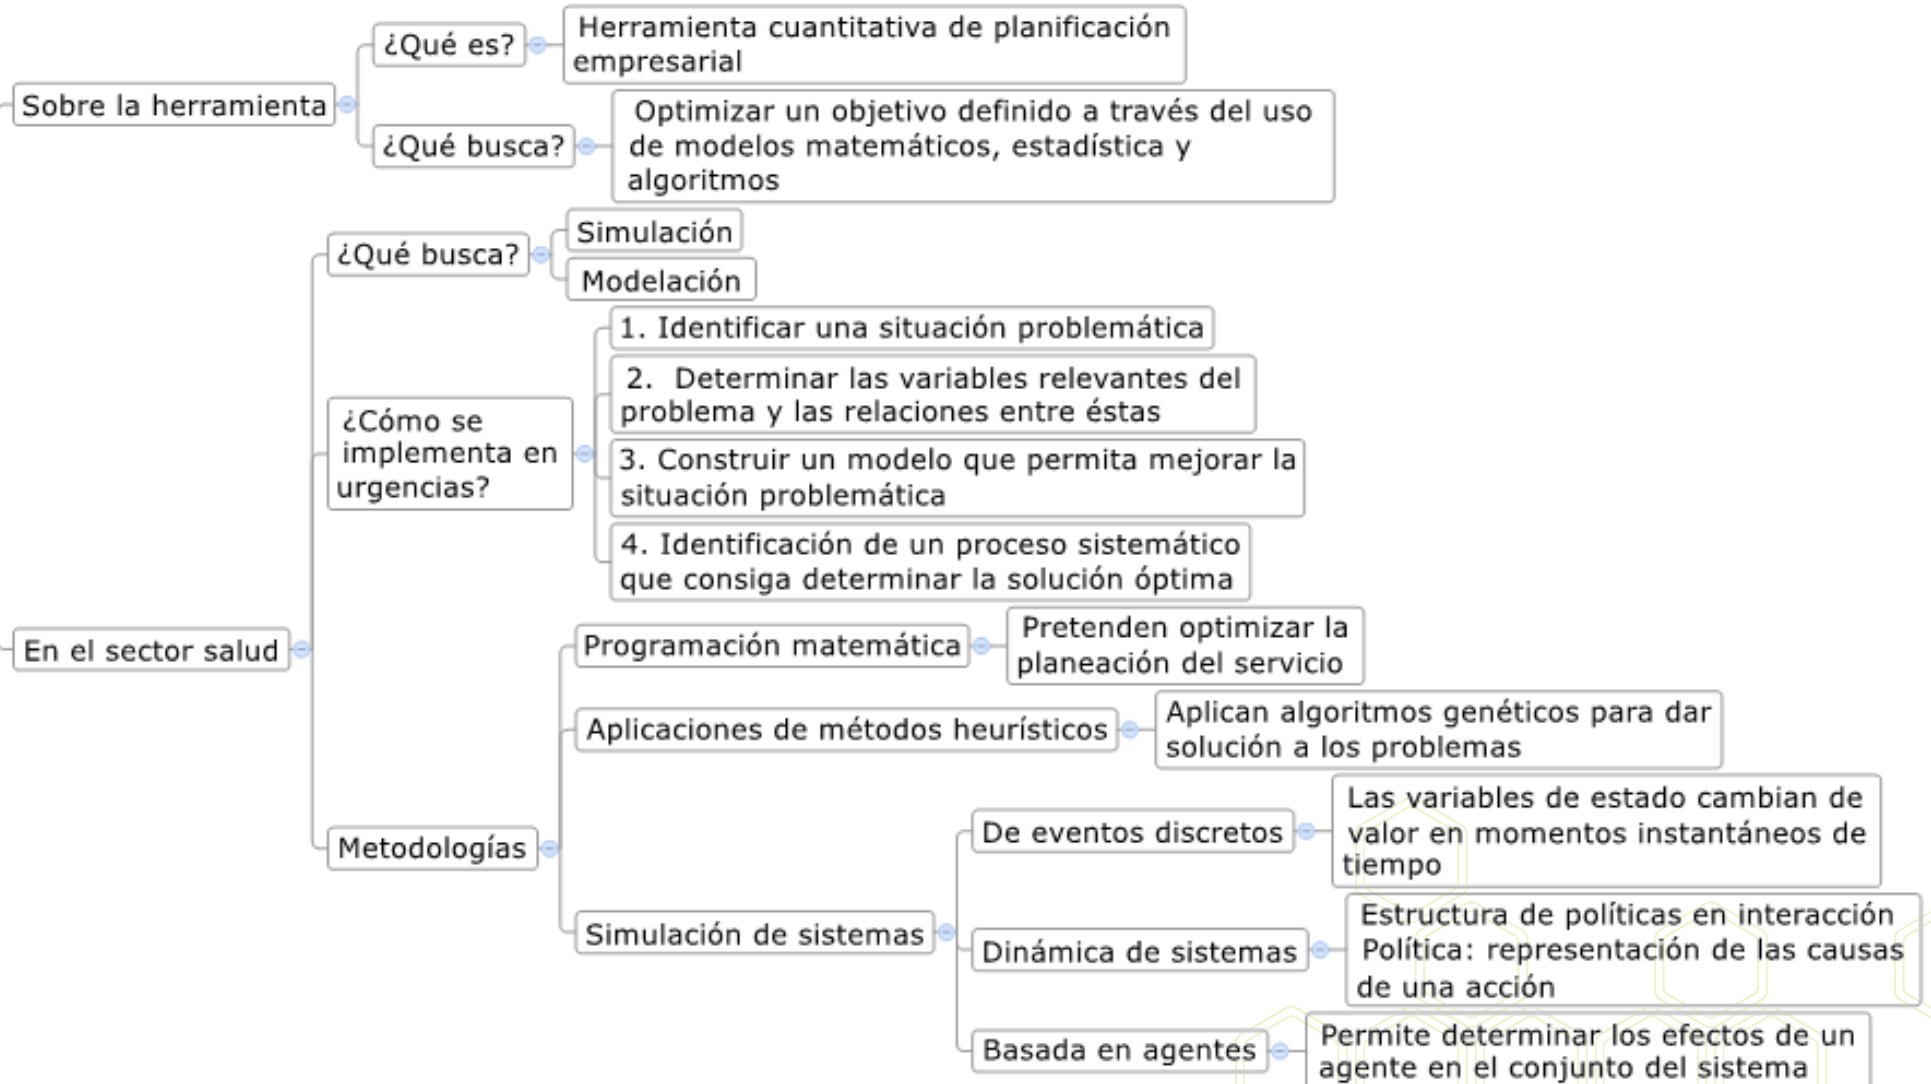 Sobre la herramienta
¿Qué es?
Herramienta cuantitativa de planificación
empresarial
¿Qué busca?
Optimizar un objetivo definido a través del uso
de modelos matemáticos, estadística y
algoritmos
En el sector salud
¿Qué busca?
Simulación
Modelación
¿Cómo se
implementa en
urgencias?
1. Identificar una situación problemática
2. Determinar las variables relevantes del
problema y las relaciones entre éstas
3. Construir un modelo que permita mejorar la
situación problemática
4. Identificación de un proceso sistemático
que consiga determinar la solución óptima
Metodologías
Programación matemática
Pretenden optimizar la
planeación del servicio
Aplicaciones de métodos heurísticos
Aplican algoritmos genéticos para dar
solución a los problemas
Simulación de sistemas
De eventos discretos
Las variables de estado cambian de
valor en momentos instantáneos de
tiempo
Dinámica de sistemas
Estructura de políticas en interacción
Política: representación de las causas
de una acción
Basada en agentes
Permite determinar los efectos de un
agente en el conjunto del sistema